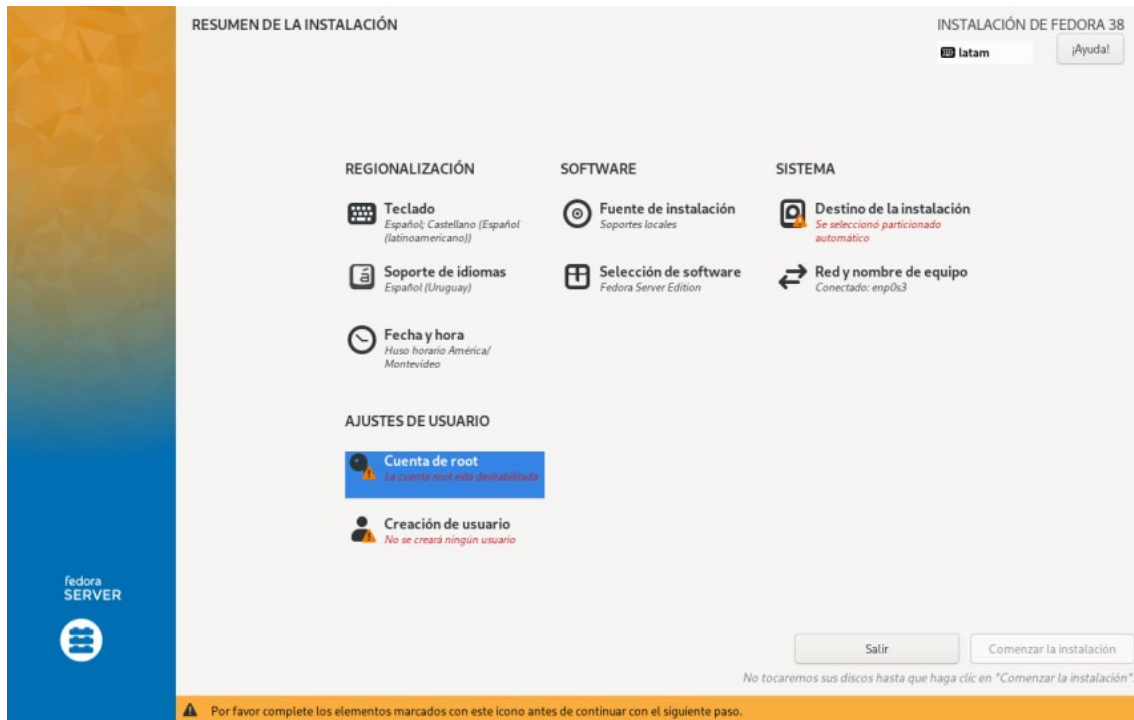 RESUMEN DE LA INSTALACIÓN
INSTALACIÓN DE FEDORA 38
latam
¡Ayuda!
REGIONALIZACIÓN
Teclado
Español; Castellano (Español
(latinoamericano))
Soporte de idiomas
Español (Uruguay)
Fecha y hora
Huso horario América/
Montevideo
SOFTWARE
Fuente de instalación
Soportes locales
Selección de software
Fedora Server Edition
SISTEMA
Destino de la instalación
Se seleccionó particionado
automático
Red y nombre de equipo
Conectado: enp0s3
AJUSTES DE USUARIO
Cuenta de root
La cuenta root está deshabilitada
Creación de usuario
No se creará ningún usuario
fedora
SERVER
Salir
Comenzar la instalación
No tocaremos sus discos hasta que haga clic en "Comenzar la instalación".
Por favor complete los elementos marcados con este icono antes de continuar con el siguiente paso.